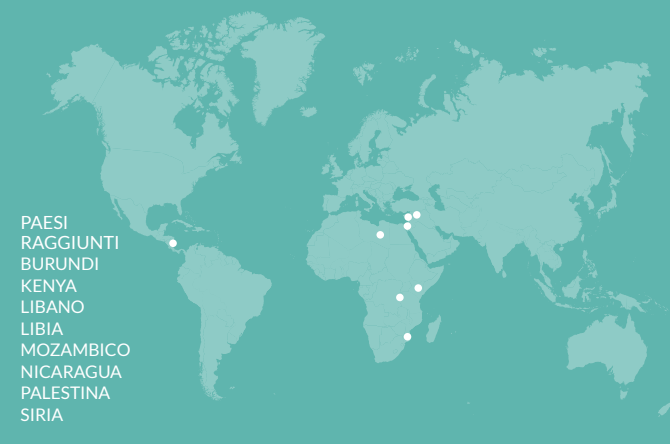 PAESI
RAGGIUNTI
BURUNDI
KENYA
LIBANO
LIBIA
MOZAMBICO
NICARAGUA
PALESTINA
SIRIA